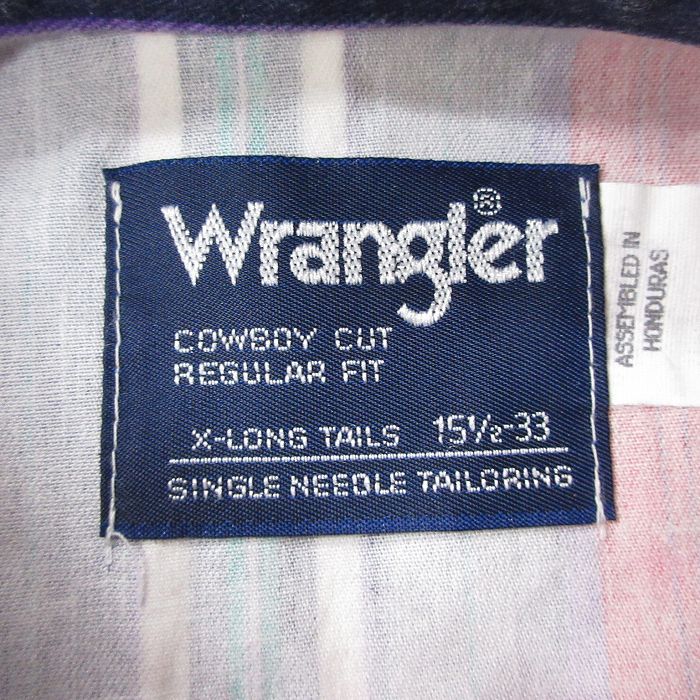 Wrangler®
COWBOY CUT
REGULAR FIT
X-LONG TAILS 15½-33
SINGLE NEEDLE TAILORING
ASSEMBLED IN
HONDURAS